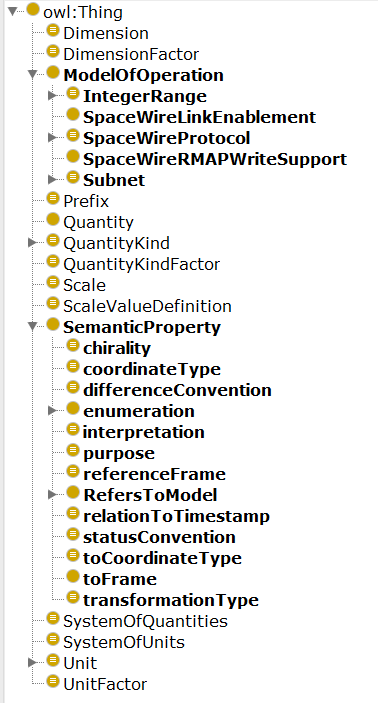 owl:Thing
Dimension
DimensionFactor
ModelOfOperation
IntegerRange
SpaceWireLinkEnablement
SpaceWireProtocol
SpaceWireRMAPWriteSupport
Subnet
Prefix
Quantity
QuantityKind
QuantityKindFactor
Scale
ScaleValueDefinition
SemanticProperty
chirality
coordinateType
differenceConvention
enumeration
interpretation
purpose
referenceFrame
RefersToModel
relationToTimestamp
statusConvention
toCoordinateType
toFrame
transformationType
SystemOfQuantities
SystemOfUnits
Unit
UnitFactor